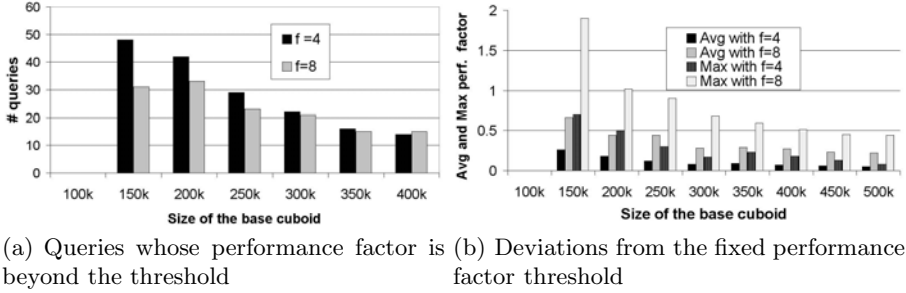 60
50
40
30
20
10
0
# queries
f =4
f=8
100k 150k 200k 250k 300k 350k 400k
Size of the base cuboid
2
1.5
1
0.5
0
Avg and Max perf. factor
Avg with f=4
Avg with f=8
Max with f=4
Max with f=8
100k 150k 200k 250k 300k 350k 400k 450k 500k
Size of the base cuboid
(a) Queries whose performance factor is
beyond the threshold
(b) Deviations from the fixed performance
factor threshold